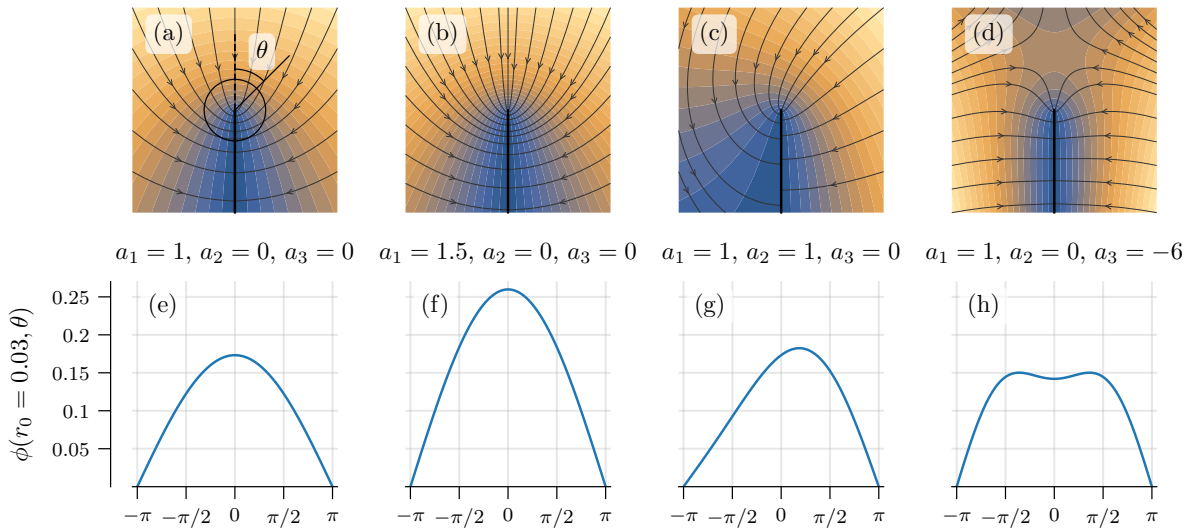 (a) (b) (c) (d)
θ
a₁ = 1, a₂ = 0, a₃ = 0
a₁ = 1.5, a₂ = 0, a₃ = 0
a₁ = 1, a₂ = 1, a₃ = 0
a₁ = 1, a₂ = 0, a₃ = −6
(e) (f) (g) (h)
ϕ(r₀ = 0.03, θ)
0.25
0.2
0.15
0.1
0.05
−π −π/2 0 π/2 π
−π −π/2 0 π/2 π
−π −π/2 0 π/2 π
−π −π/2 0 π/2 π